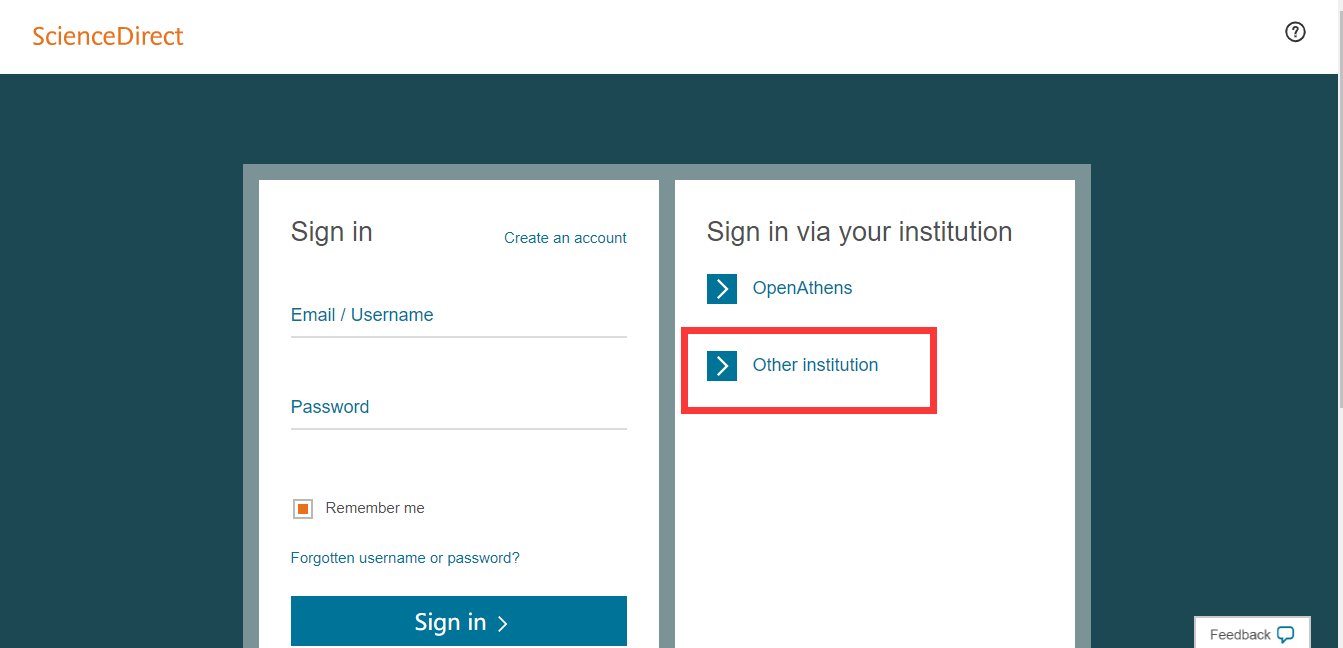 ScienceDirect
?
Sign in
Create an account
Email / Username
Password
Remember me
Forgotten username or password?
Sign in
Sign in via your institution
OpenAthens
Other institution
Feedback